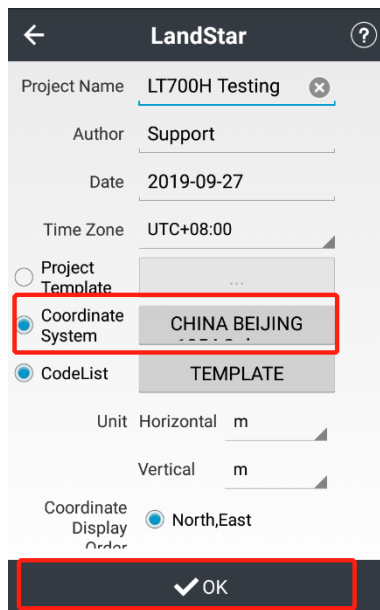 LandStar
?
Project Name LT700H Testing
Author Support
Date 2019-09-27
Time Zone UTC+08:00
Project
Template ...
Coordinate
System CHINA BEIJING
CodeList TEMPLATE
Unit Horizontal m
Vertical m
Coordinate
Display North,East
Order
OK